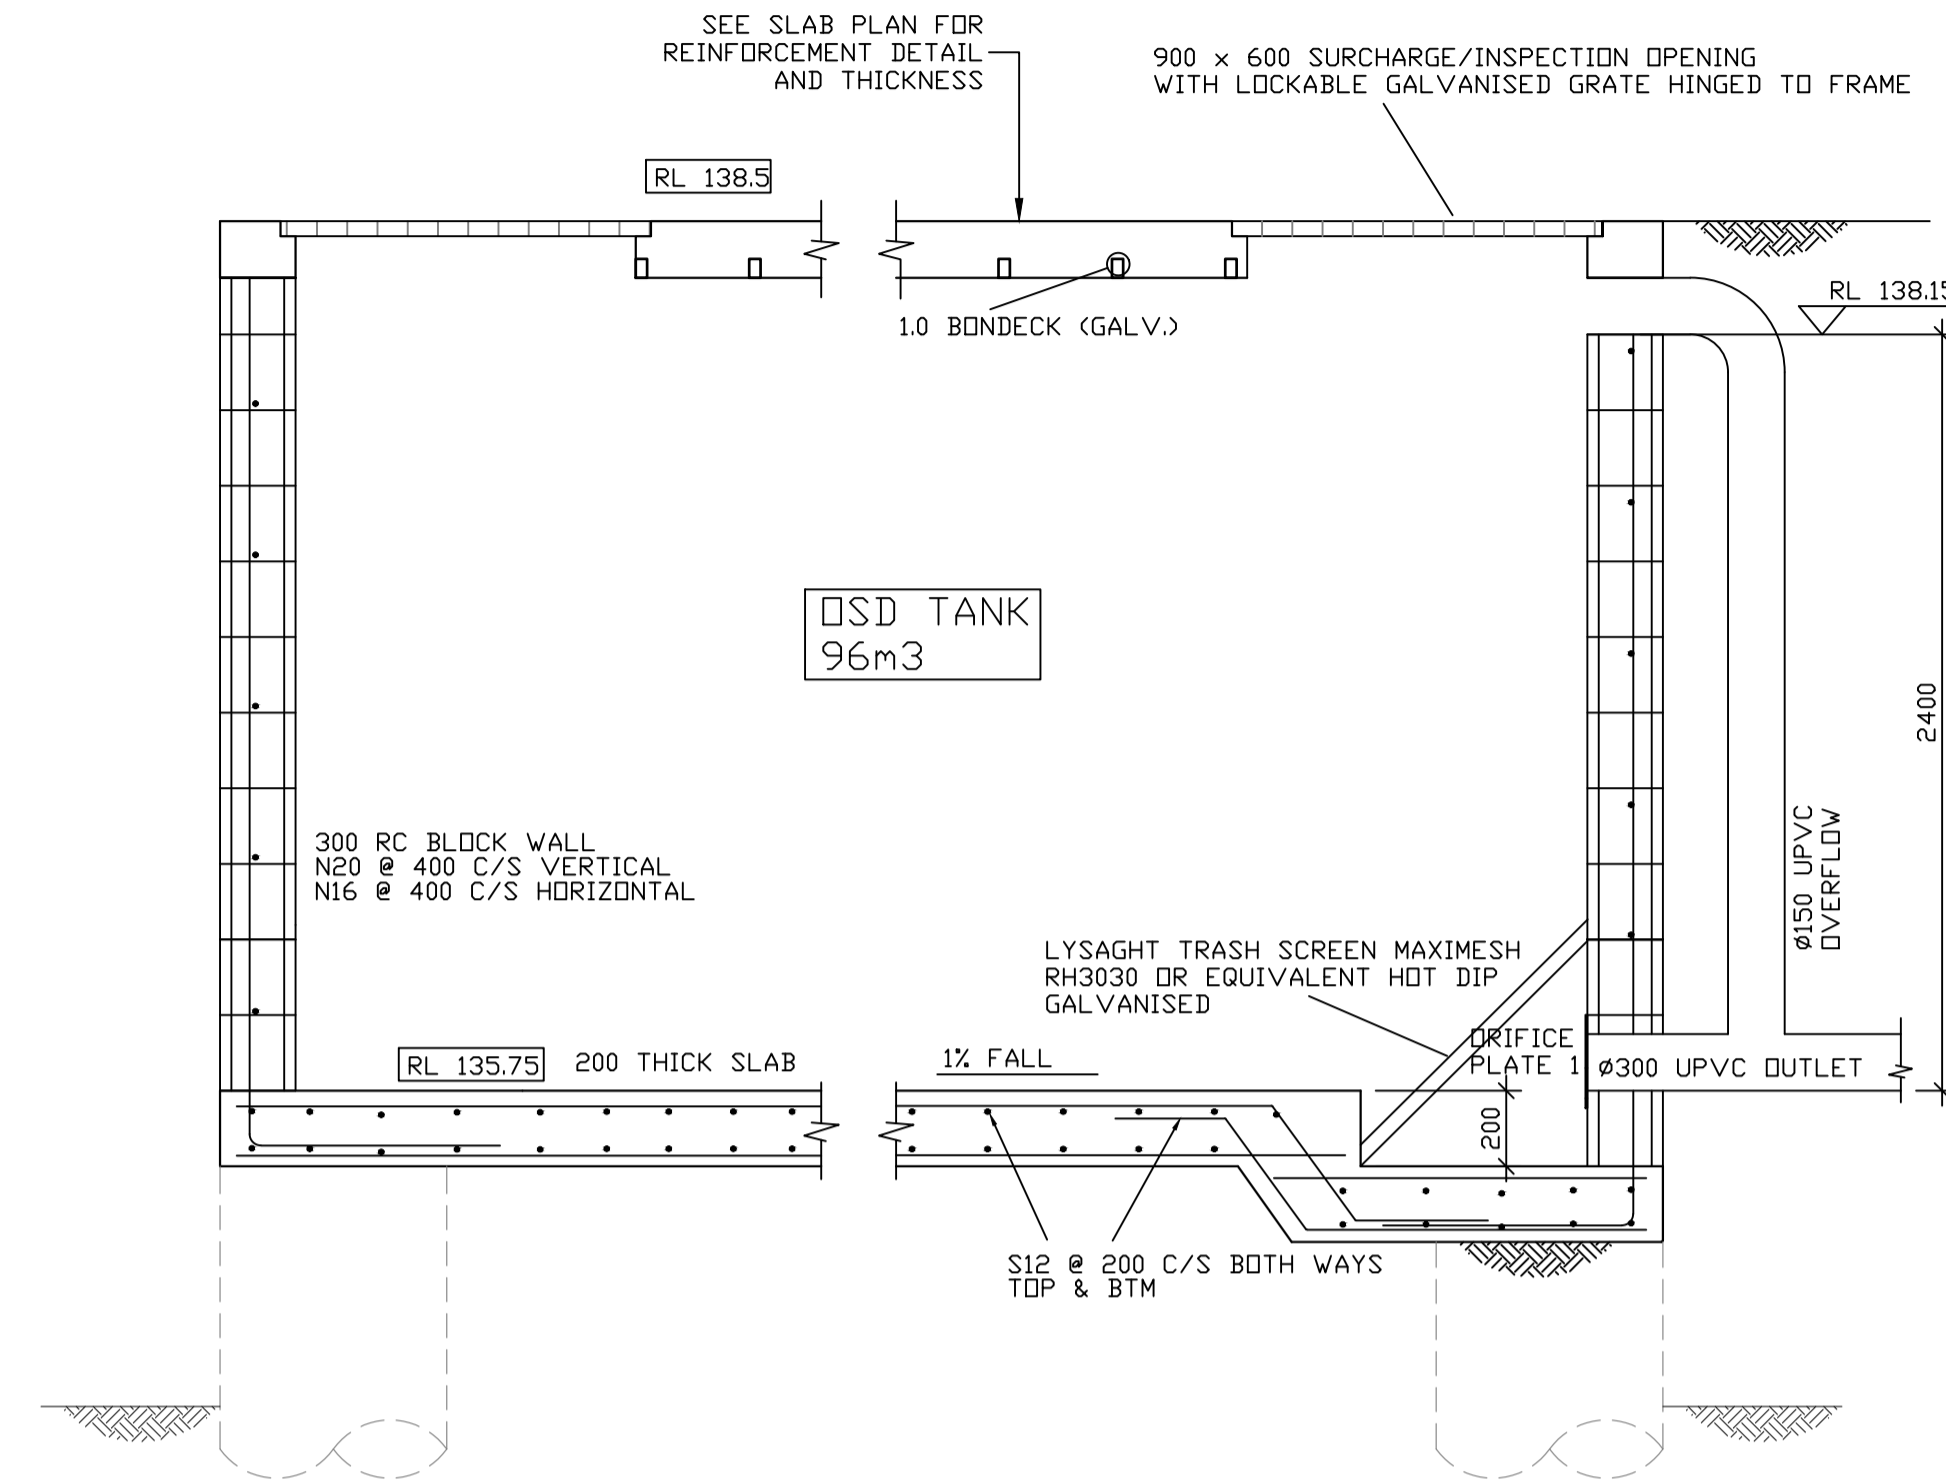 SEE SLAB PLAN FOR
REINFORCEMENT DETAIL
AND THICKNESS
900 x 600 SURCHARGE/INSPECTION OPENING
WITH LOCKABLE GALVANISED GRATE HINGED TO FRAME
RL 138.5
RL 138.15
1.0 BONDECK (GALV.)
OSD TANK
96m3
2400
300 RC BLOCK WALL
N20 @ 400 C/S VERTICAL
N16 @ 400 C/S HORIZONTAL
Ø150 UPVC
OVERFLOW
LYSAGHT TRASH SCREEN MAXIMESH
RH3030 OR EQUIVALENT HOT DIP
GALVANISED
ORIFICE
PLATE 1
Ø300 UPVC OUTLET
RL 135.75
200 THICK SLAB
1% FALL
200
S12 @ 200 C/S BOTH WAYS
TOP & BTM